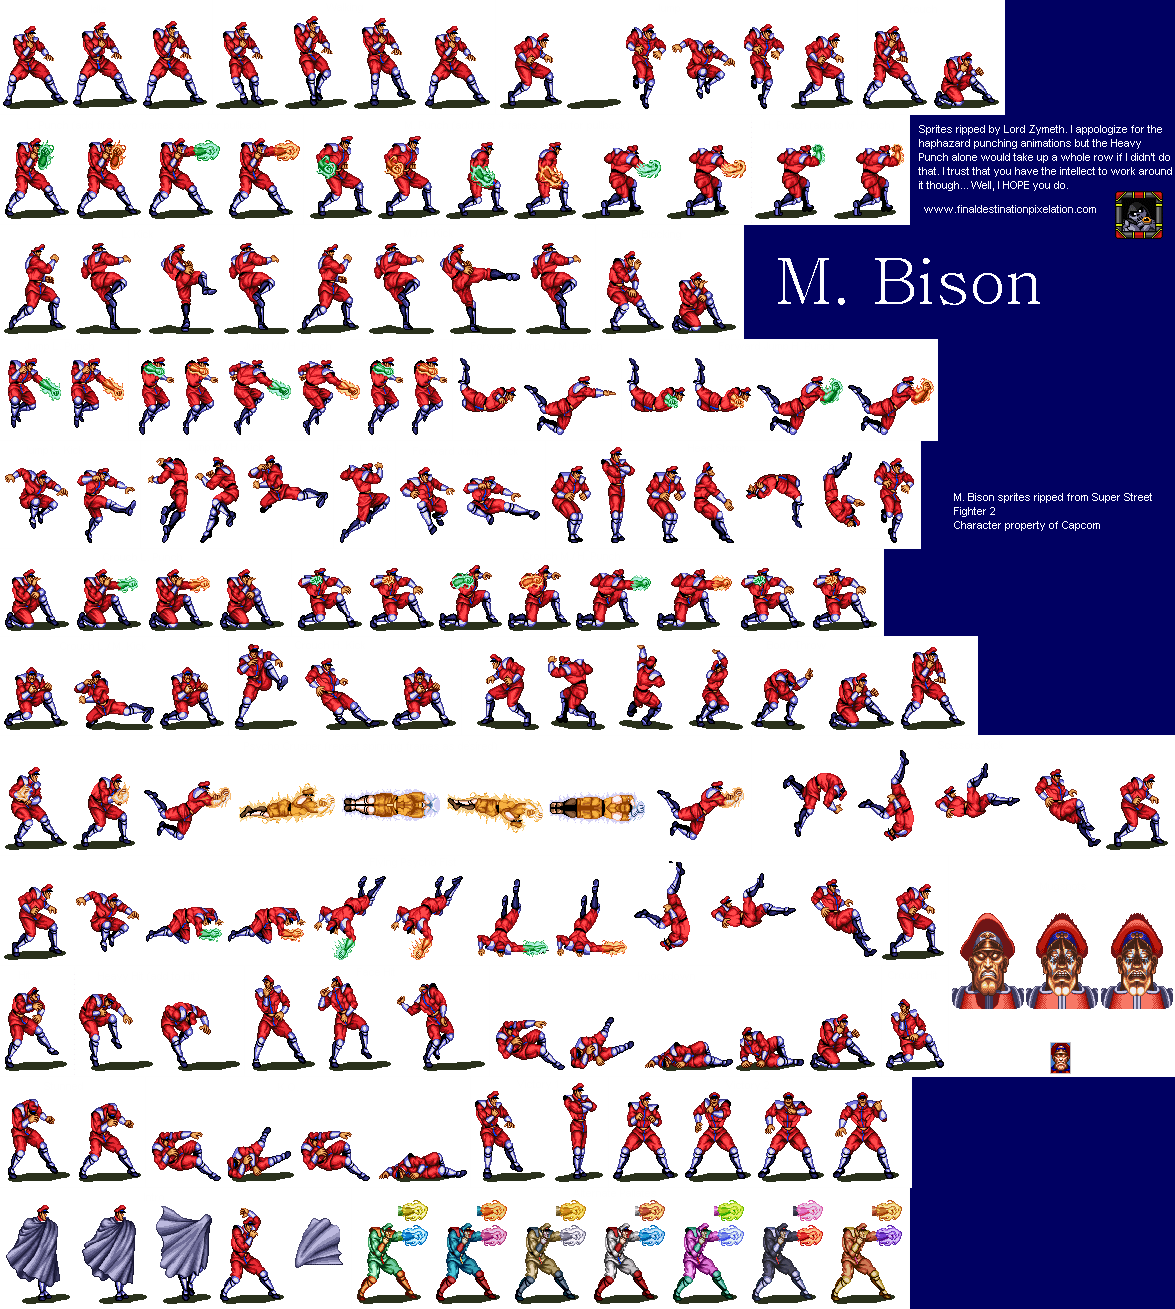 Sprites ripped by Lord Zymeth. I appologize for the
haphazard punching animations but the Heavy
Punch alone would take up a whole row if I didn't do
that. I trust that you have the intellect to work around
it though... Well, I HOPE you do.
www.finaldestinationpixelation.com
M. Bison
M. Bison sprites ripped from Super Street
Fighter 2
Character property of Capcom